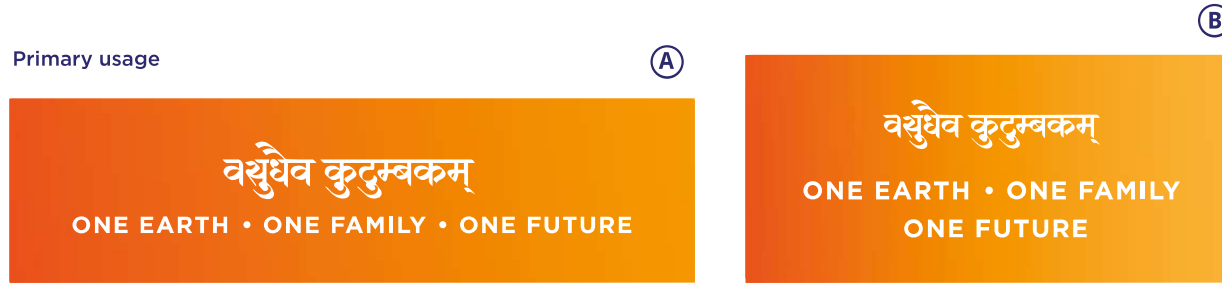 Primary usage
A
वसुधैव कुटुम्बकम्
ONE EARTH • ONE FAMILY • ONE FUTURE
B
वसुधैव कुटुम्बकम्
ONE EARTH • ONE FAMILY
ONE FUTURE